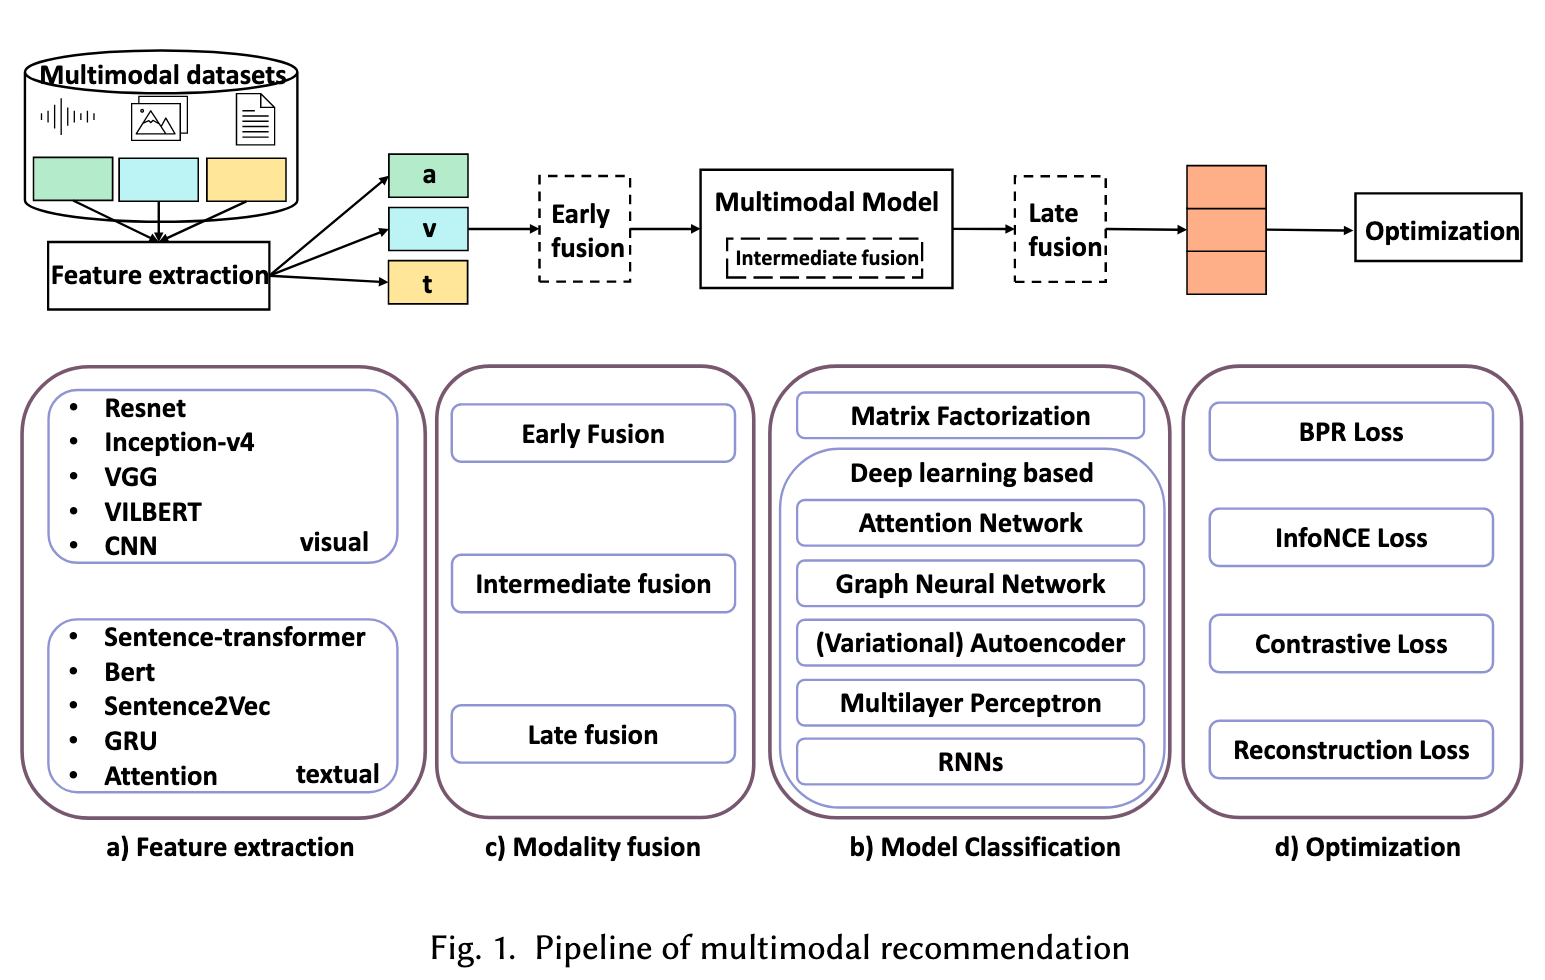 Multimodal datasets
Feature extraction
a
v
t
Early
fusion
Multimodal Model
Intermediate fusion
Late
fusion
Optimization
• Resnet
• Inception-v4
• VGG
• VILBERT
• CNN
visual
• Sentence-transformer
• Bert
• Sentence2Vec
• GRU
• Attention
textual
a) Feature extraction
Early Fusion
Intermediate fusion
Late fusion
c) Modality fusion
Matrix Factorization
Deep learning based
Attention Network
Graph Neural Network
(Variational) Autoencoder
Multilayer Perceptron
RNNs
b) Model Classification
BPR Loss
InfoNCE Loss
Contrastive Loss
Reconstruction Loss
d) Optimization
Fig. 1. Pipeline of multimodal recommendation